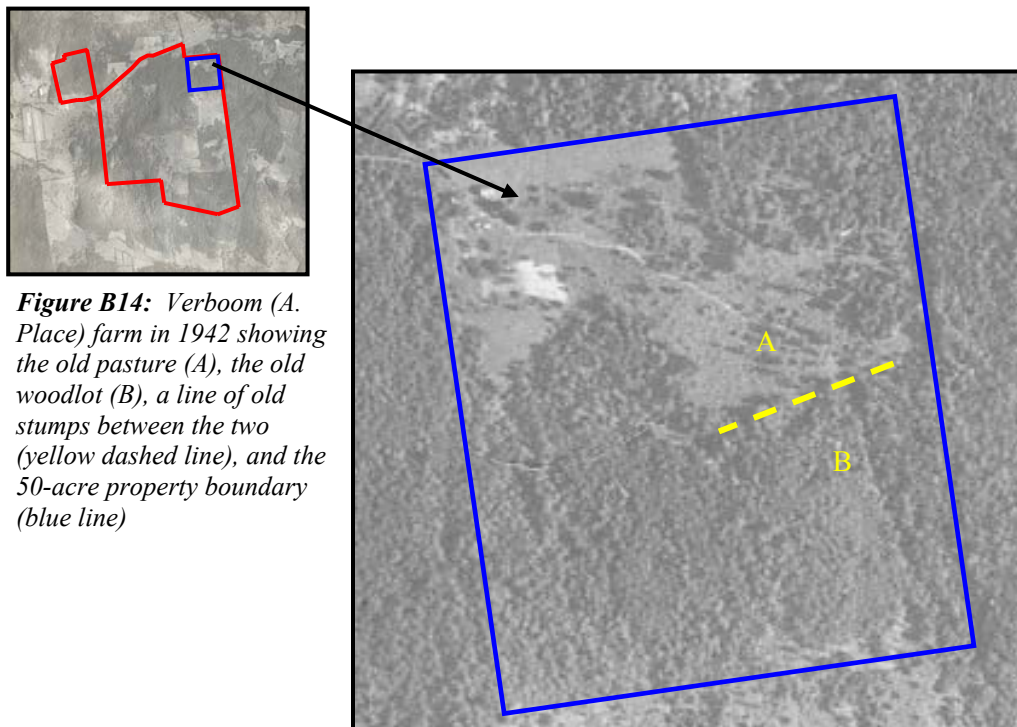 Figure B14: Verboom (A.
Place) farm in 1942 showing
the old pasture (A), the old
woodlot (B), a line of old
stumps between the two
(yellow dashed line), and the
50-acre property boundary
(blue line)
A
B